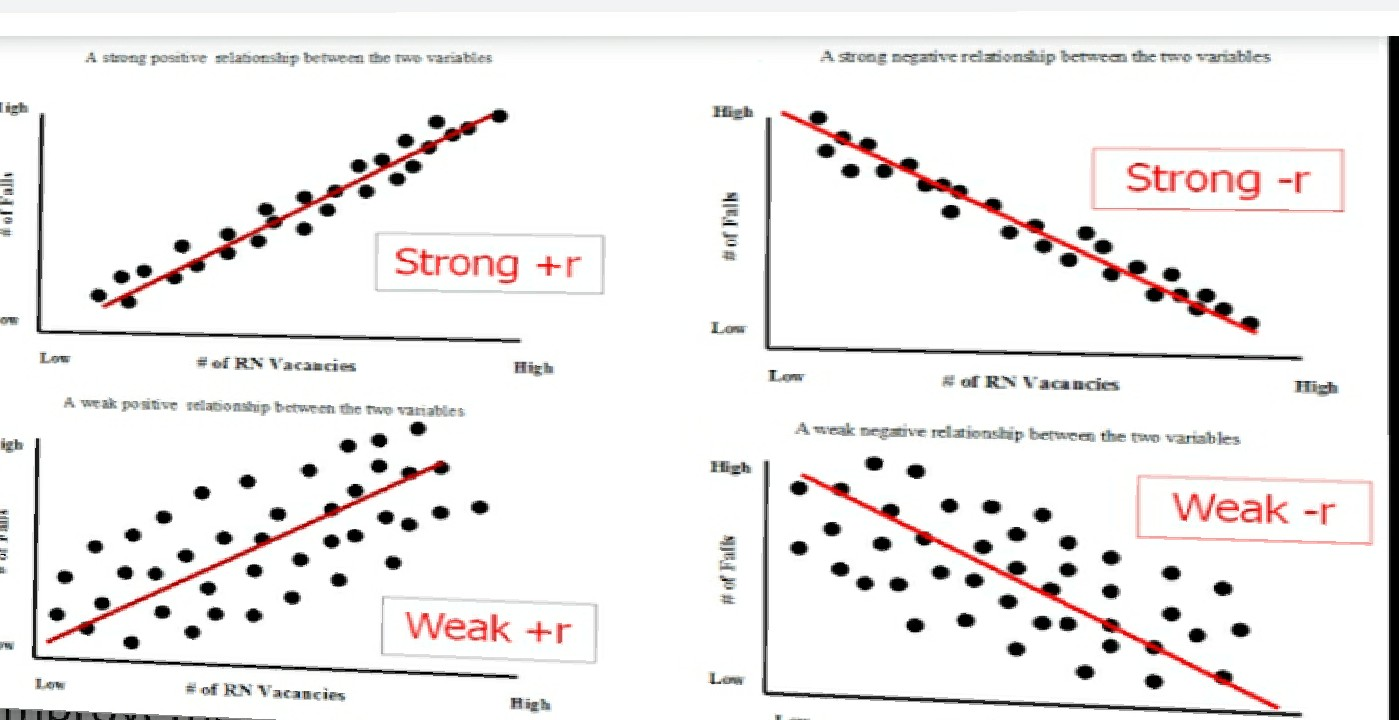 A strong positive relationship between the two variables
High
# of Falls
Strong +r
Low
# of RN Vacancies
High
A strong negative relationship between the two variables
High
# of Falls
Strong -r
Low
Low
# of RN Vacancies
High
A weak positive relationship between the two variables
Weak +r
Low
# of RN Vacancies
High
A weak negative relationship between the two variables
High
# of Falls
Weak -r
Low